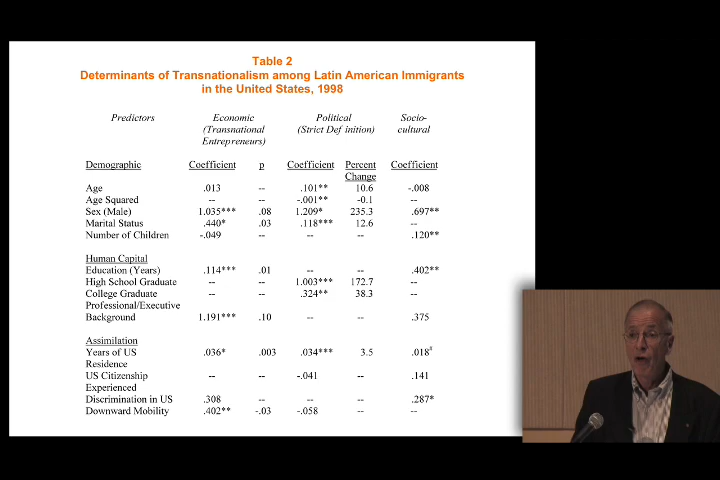 Table 2
Determinants of Transnationalism among Latin American Immigrants
in the United States, 1998
Predictors Economic Political Socio-
(Transnational (Strict Def inition) cultural
Entrepreneurs)
Demographic Coefficient p Coefficient Percent Coefficient
Change
Age .013 -- .101** 10.6 -.008
Age Squared -- -- -.001** -0.1 --
Sex (Male) 1.035*** .08 1.209* 235.3 .697**
Marital Status .440* .03 .118*** 12.6 --
Number of Children -.049 -- -- -- .120**
Human Capital
Education (Years) .114*** .01 -- -- .402**
High School Graduate -- -- 1.003*** 172.7 --
College Graduate -- -- .324** 38.3 --
Professional/Executive
Background 1.191*** .10 -- -- .375
Assimilation
Years of US .036* .003 .034*** 3.5 .018#
Residence
US Citizenship -- -- -.041 .141
Experienced
Discrimination in US .308 -- -- -- .287*
Downward Mobility .402** -.03 -.058 -- --